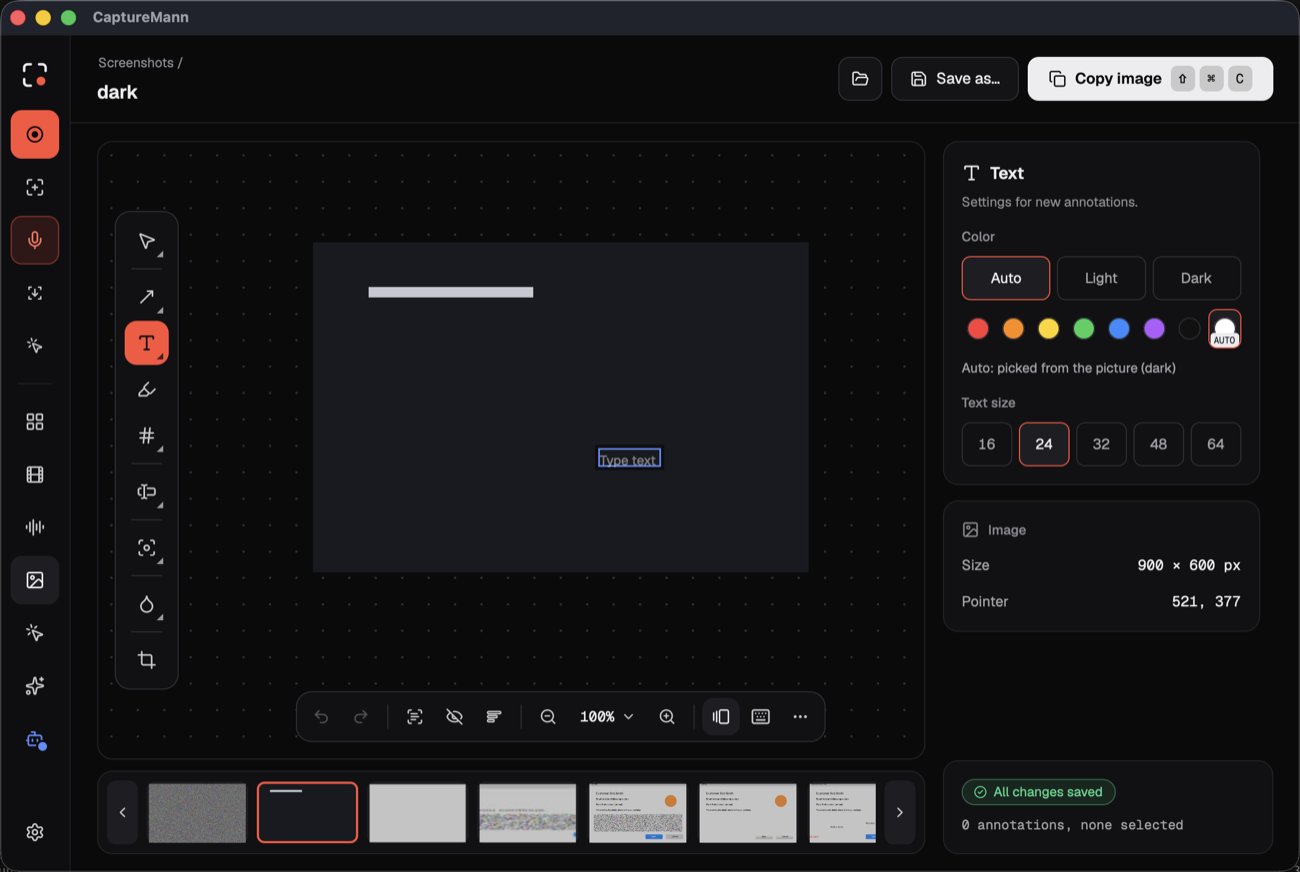 CaptureMann
Screenshots /
dark
Save as...
Copy image ⇧ ⌘ C
Text
Settings for new annotations.
Color
Auto Light Dark
AUTO
Auto: picked from the picture (dark)
Text size
16 24 32 48 64
Type text
Image
Size 900 × 600 px
Pointer 521, 377
100%
All changes saved
0 annotations, none selected